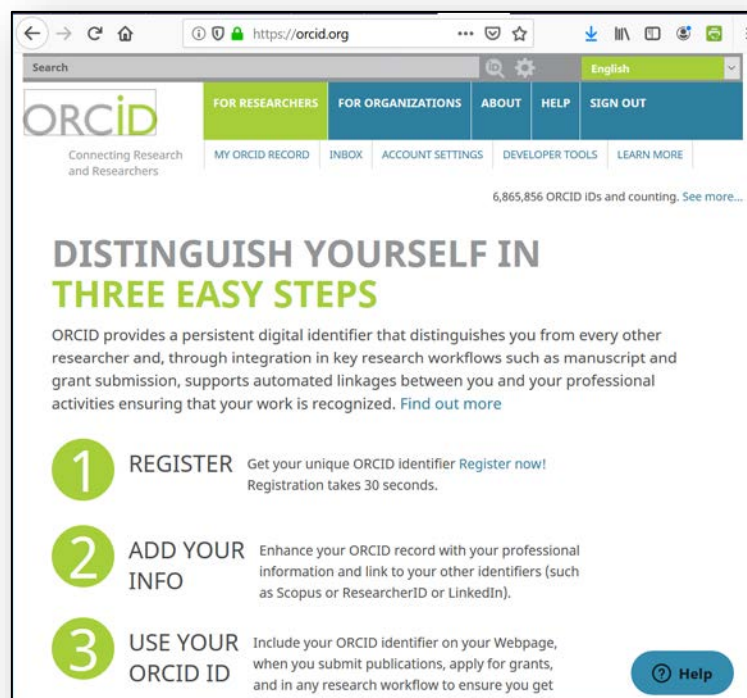 https://orcid.org
Search
English
ORCiD
FOR RESEARCHERS FOR ORGANIZATIONS ABOUT HELP SIGN OUT
Connecting Research
and Researchers
MY ORCID RECORD INBOX ACCOUNT SETTINGS DEVELOPER TOOLS LEARN MORE
6,865,856 ORCID iDs and counting. See more...
DISTINGUISH YOURSELF IN
THREE EASY STEPS
ORCID provides a persistent digital identifier that distinguishes you from every other
researcher and, through integration in key research workflows such as manuscript and
grant submission, supports automated linkages between you and your professional
activities ensuring that your work is recognized. Find out more
1 REGISTER Get your unique ORCID identifier Register now!
Registration takes 30 seconds.
2 ADD YOUR INFO Enhance your ORCID record with your professional
information and link to your other identifiers (such
as Scopus or ResearcherID or LinkedIn).
3 USE YOUR ORCID ID Include your ORCID identifier on your Webpage,
when you submit publications, apply for grants,
and in any research workflow to ensure you get
Help